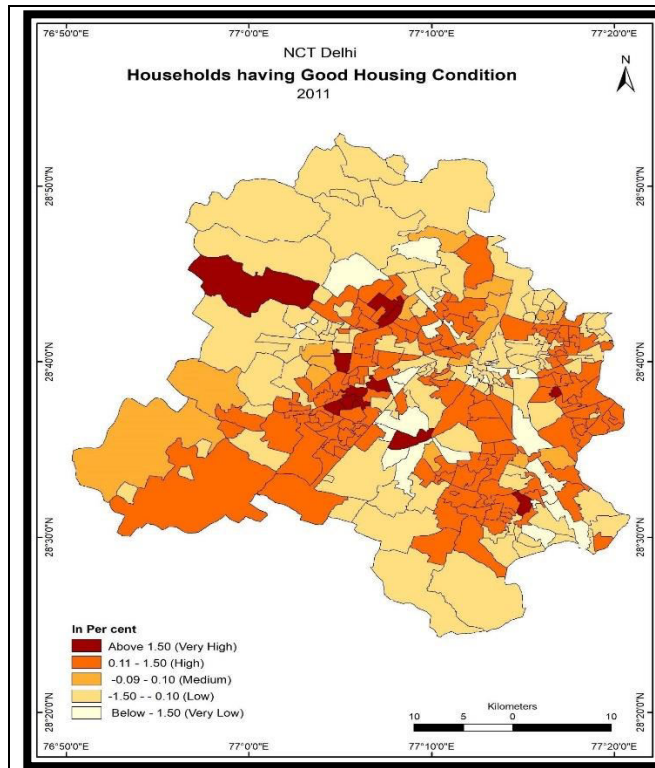 76°50'0"E 77°0'0"E 77°10'0"E 77°20'0"E
NCT Delhi
Households having Good Housing Condition
2011
N
28°50'0"N 28°50'0"N
28°40'0"N 28°40'0"N
28°30'0"N 28°30'0"N
28°20'0"N 28°20'0"N
In Per cent
Above 1.50 (Very High)
0.11 - 1.50 (High)
-0.09 - 0.10 (Medium)
-1.50 - - 0.10 (Low)
Below - 1.50 (Very Low)
Kilometers
10 5 0 10
76°50'0"E 77°0'0"E 77°10'0"E 77°20'0"E